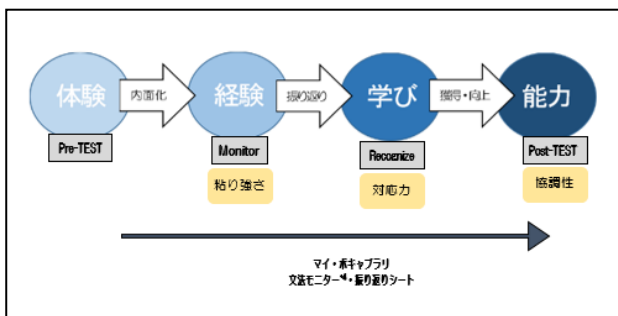 体験
内面化
経験
振り返り
学び
獲得・向上
能力
Pre-TEST
Monitor
Recognize
Post-TEST
粘り強さ
対応力
協調性
マイ・ボキャブラリ
文法モニター*4・振り返りシート